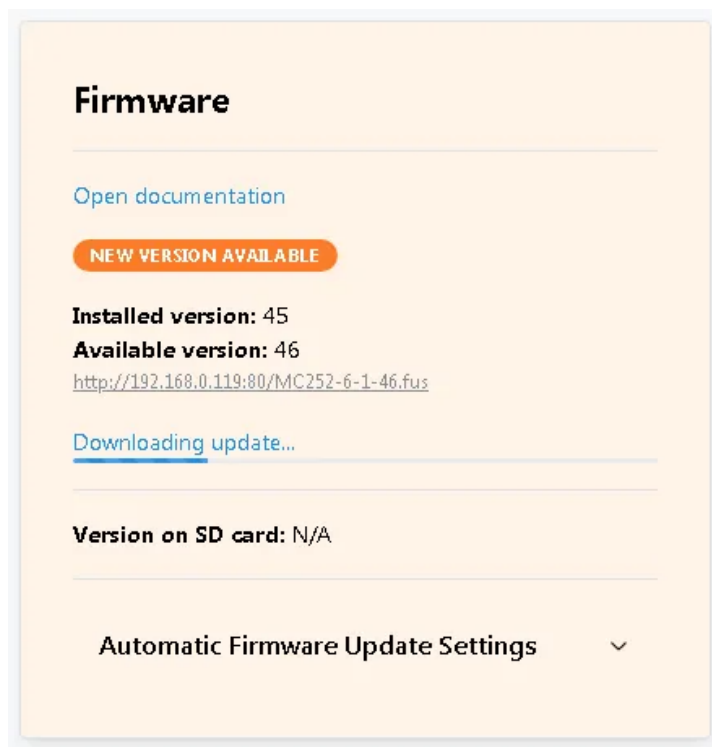 Firmware
Open documentation
NEW VERSION AVAILABLE
Installed version: 45
Available version: 46
http://192.168.0.119:80/MC252-6-1-46.fus
Downloading update...
Version on SD card: N/A
Automatic Firmware Update Settings